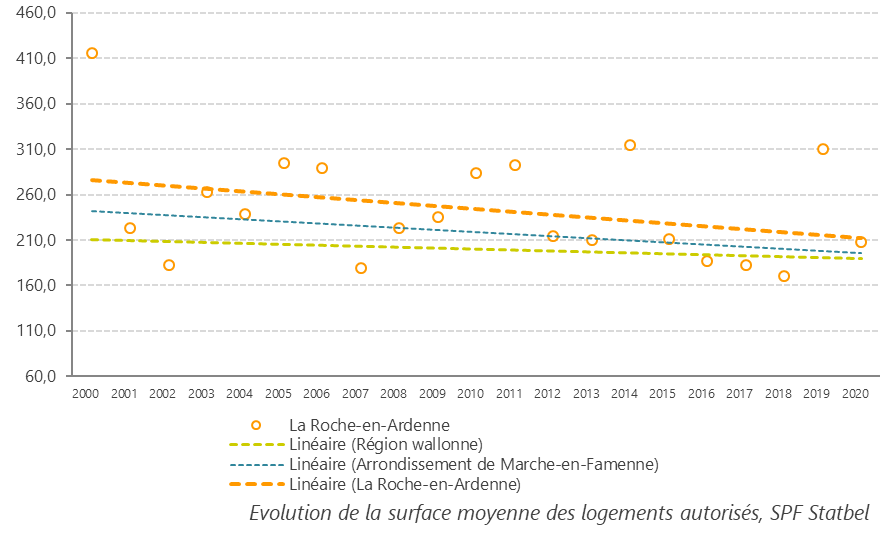 460,0
410,0
360,0
310,0
260,0
210,0
160,0
110,0
60,0
2000 2001 2002 2003 2004 2005 2006 2007 2008 2009 2010 2011 2012 2013 2014 2015 2016 2017 2018 2019 2020
La Roche-en-Ardenne
Linéaire (Région wallonne)
Linéaire (Arrondissement de Marche-en-Famenne)
Linéaire (La Roche-en-Ardenne)
Evolution de la surface moyenne des logements autorisés, SPF Statbel